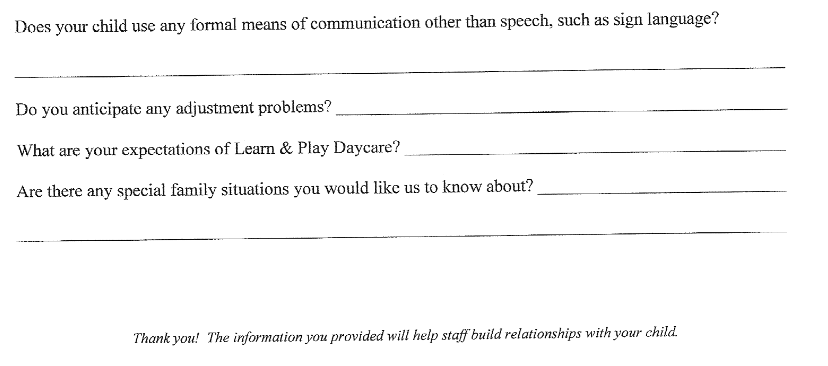 Does your child use any formal means of communication other than speech, such as sign language?
Do you anticipate any adjustment problems?
What are your expectations of Learn & Play Daycare?
Are there any special family situations you would like us to know about?
Thank you! The information you provided will help staff build relationships with your child.